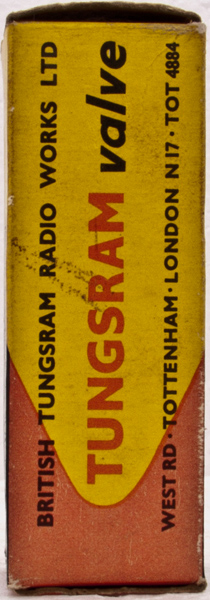 BRITISH TUNGSRAM RADIO WORKS LTD
TUNGSRAM valve
WEST RD · TOTTENHAM · LONDON N17 · TOT 4884